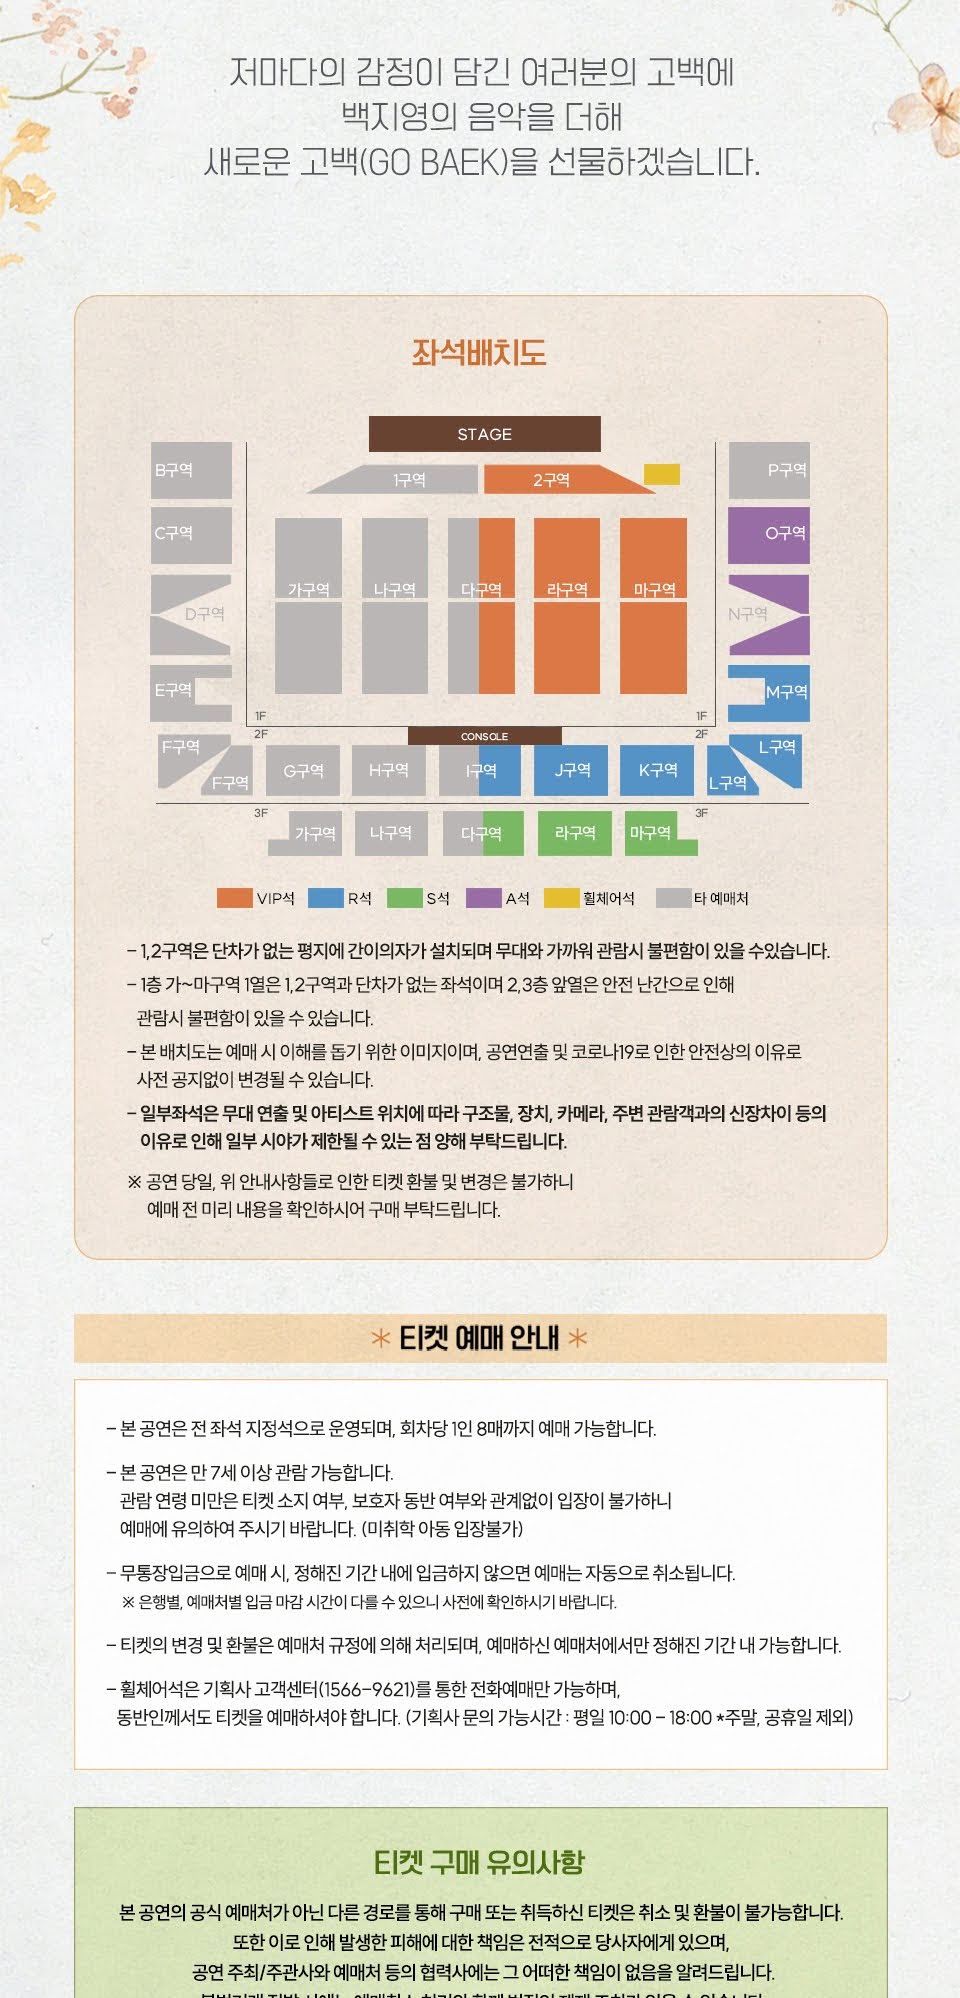 저마다의 감정이 담긴 여러분의 고백에
백지영의 음악을 더해
새로운 고백(GO BAEK)을 선물하겠습니다.
좌석배치도
STAGE
B구역
1구역
2구역
P구역
C구역
O구역
가구역
나구역
다구역
라구역
마구역
D구역
N구역
E구역
M구역
1F
1F
2F
CONSOLE
2F
F구역
L구역
F구역
G구역
H구역
I구역
J구역
K구역
L구역
3F
3F
가구역
나구역
다구역
라구역
마구역
VIP석
R석
S석
A석
휠체어석
타 예매처
- 1,2구역은 단차가 없는 평지에 간이의자가 설치되며 무대와 가까워 관람시 불편함이 있을 수있습니다.
- 1층 가~마구역 1열은 1,2구역과 단차가 없는 좌석이며 2,3층 앞열은 안전 난간으로 인해
관람시 불편함이 있을 수 있습니다.
- 본 배치도는 예매 시 이해를 돕기 위한 이미지이며, 공연연출 및 코로나19로 인한 안전상의 이유로
사전 공지없이 변경될 수 있습니다.
- 일부좌석은 무대 연출 및 아티스트 위치에 따라 구조물, 장치, 카메라, 주변 관람객과의 신장차이 등의
이유로 인해 일부 시야가 제한될 수 있는 점 양해 부탁드립니다.
※ 공연 당일, 위 안내사항들로 인한 티켓 환불 및 변경은 불가하니
예매 전 미리 내용을 확인하시어 구매 부탁드립니다.
* 티켓 예매 안내 *
- 본 공연은 전 좌석 지정석으로 운영되며, 회차당 1인 8매까지 예매 가능합니다.
- 본 공연은 만 7세 이상 관람 가능합니다.
관람 연령 미만은 티켓 소지 여부, 보호자 동반 여부와 관계없이 입장이 불가하니
예매에 유의하여 주시기 바랍니다. (미취학 아동 입장불가)
- 무통장입금으로 예매 시, 정해진 기간 내에 입금하지 않으면 예매는 자동으로 취소됩니다.
※ 은행별, 예매처별 입금 마감 시간이 다를 수 있으니 사전에 확인하시기 바랍니다.
- 티켓의 변경 및 환불은 예매처 규정에 의해 처리되며, 예매하신 예매처에서만 정해진 기간 내 가능합니다.
- 휠체어석은 기획사 고객센터(1566-9621)를 통한 전화예매만 가능하며,
동반인께서도 티켓을 예매하셔야 합니다. (기획사 문의 가능시간 : 평일 10:00 - 18:00 *주말, 공휴일 제외)
티켓 구매 유의사항
본 공연의 공식 예매처가 아닌 다른 경로를 통해 구매 또는 취득하신 티켓은 취소 및 환불이 불가능합니다.
또한 이로 인해 발생한 피해에 대한 책임은 전적으로 당사자에게 있으며,
공연 주최/주관사와 예매처 등의 협력사에는 그 어떠한 책임이 없음을 알려드립니다.